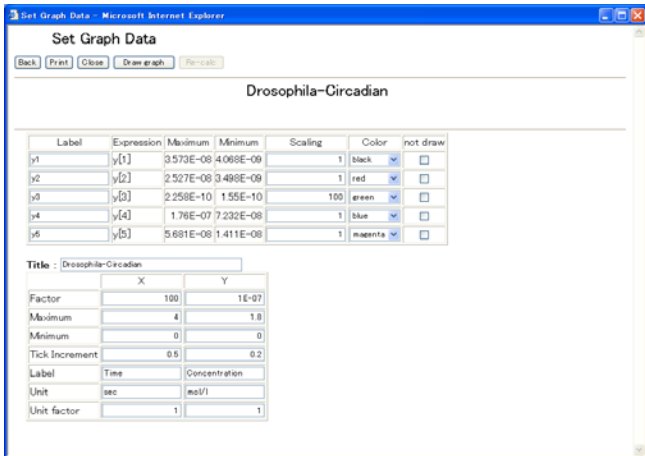 Set Graph Data - Microsoft Internet Explorer
Set Graph Data
Back Print Close Draw graph Re-calc
Drosophila-Circadian
Label Expression Maximum Minimum Scaling Color not draw
y1 y[1] 3.573E-08 4.068E-09 1 black
y2 y[2] 2.527E-08 3.498E-09 1 red
y3 y[3] 2.258E-10 1.55E-10 100 green
y4 y[4] 1.76E-07 7.232E-08 1 blue
y5 y[5] 5.681E-08 1.411E-08 1 magenta
Title : Drosophila-Circadian
X Y
Factor 100 1E-07
Maximum 4 1.8
Minimum 0 0
Tick Increment 0.5 0.2
Label Time Concentration
Unit sec mol/l
Unit factor 1 1